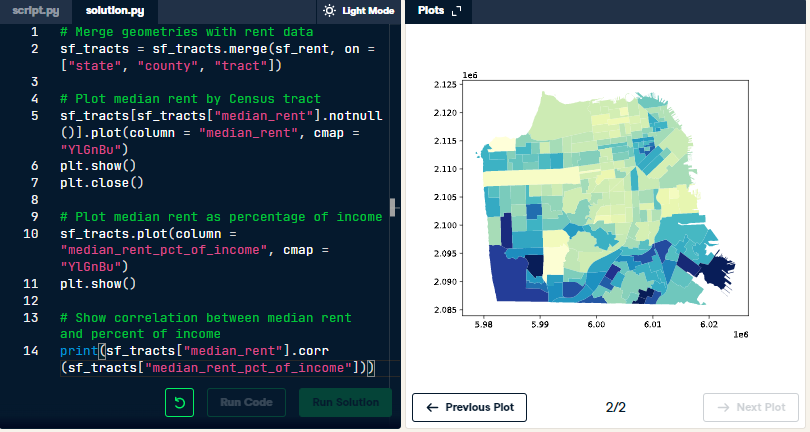 script.py
solution.py
Light Mode
Plots
1 # Merge geometries with rent data
2 sf_tracts = sf_tracts.merge(sf_rent, on =
["state", "county", "tract"])
3
4 # Plot median rent by Census tract
5 sf_tracts[sf_tracts["median_rent"].notnull
()].plot(column = "median_rent", cmap =
"YlGnBu")
6 plt.show()
7 plt.close()
8
9 # Plot median rent as percentage of income
10 sf_tracts.plot(column =
"median_rent_pct_of_income", cmap =
"YlGnBu")
11 plt.show()
12
13 # Show correlation between median rent
and percent of income
14 print(sf_tracts["median_rent"].corr
(sf_tracts["median_rent_pct_of_income"]))
Run Code
Run Solution
1e6
2.125
2.120
2.115
2.110
2.105
2.100
2.095
2.090
2.085
5.98 5.99 6.00 6.01 6.02
1e6
Previous Plot
2/2
Next Plot